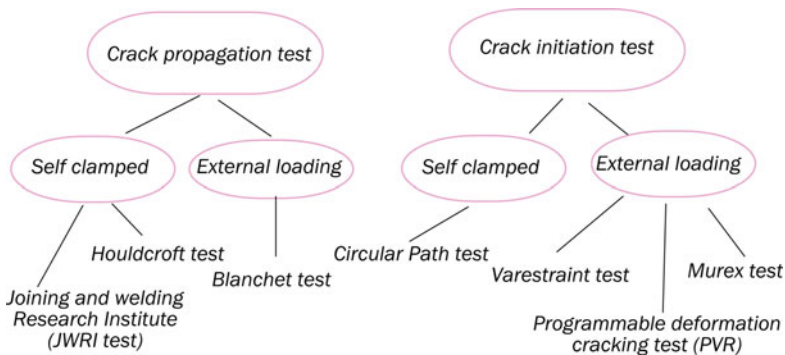 Crack propagation test
Crack initiation test
Self clamped
External loading
Self clamped
External loading
Houldcroft test
Joining and welding
Research Institute
(JWRI test)
Blanchet test
Circular Path test
Varestraint test
Murex test
Programmable deformation
cracking test (PVR)